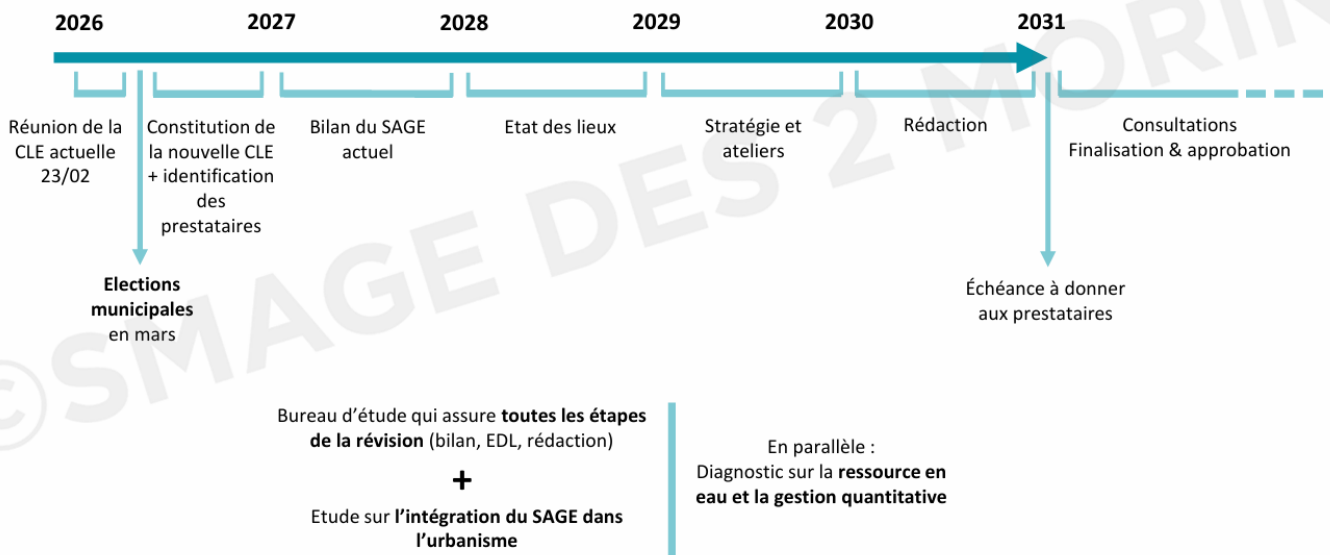 2026 2027 2028 2029 2030 2031
Réunion de la
CLE actuelle
23/02
Constitution de
la nouvelle CLE
+ identification
des
prestataires
Bilan du SAGE
actuel
Etat des lieux
Stratégie et
ateliers
Rédaction
Consultations
Finalisation & approbation
Elections
municipales
en mars
Échéance à donner
aux prestataires
Bureau d’étude qui assure toutes les étapes
de la révision (bilan, EDL, rédaction)
+
Etude sur l’intégration du SAGE dans
l’urbanisme
En parallèle :
Diagnostic sur la ressource en
eau et la gestion quantitative
©SMAGE DES 2 MORIN